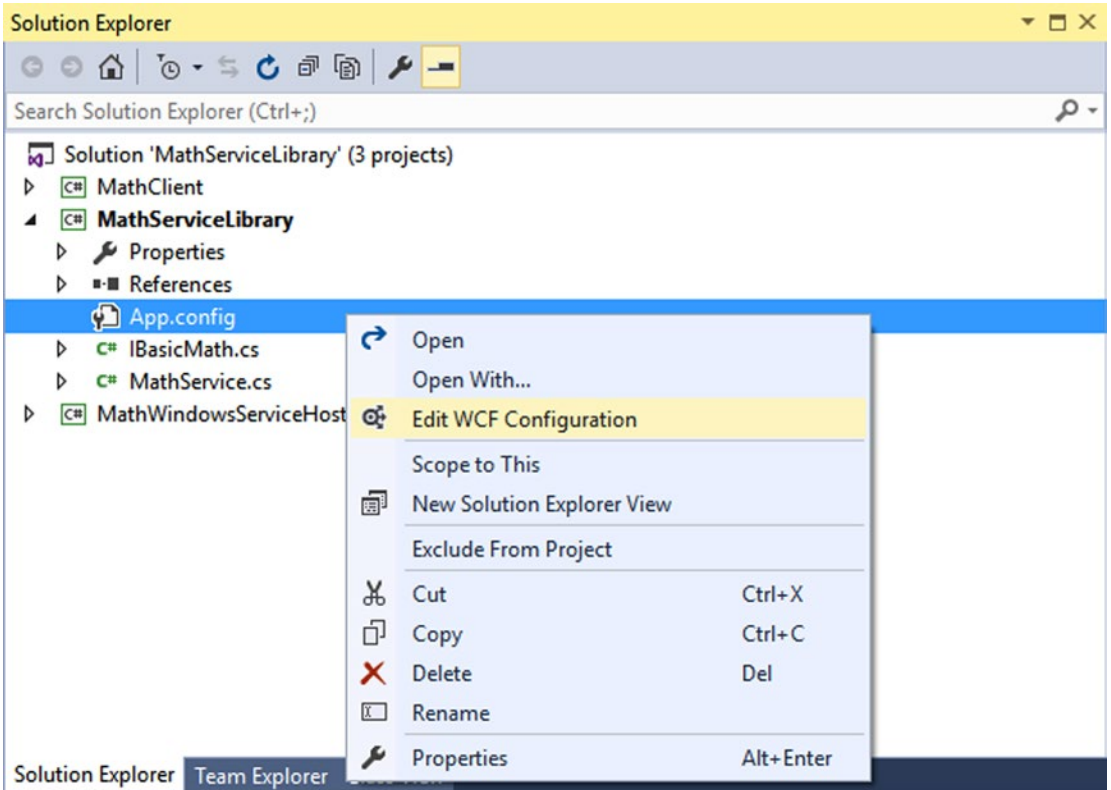 Solution Explorer
Search Solution Explorer (Ctrl+;)
Solution 'MathServiceLibrary' (3 projects)
C# MathClient
C# MathServiceLibrary
Properties
References
App.config
C# IBasicMath.cs
C# MathService.cs
C# MathWindowsServiceHost
Open
Open With...
Edit WCF Configuration
Scope to This
New Solution Explorer View
Exclude From Project
Cut Ctrl+X
Copy Ctrl+C
Delete Del
Rename
Properties Alt+Enter
Solution Explorer Team Explorer